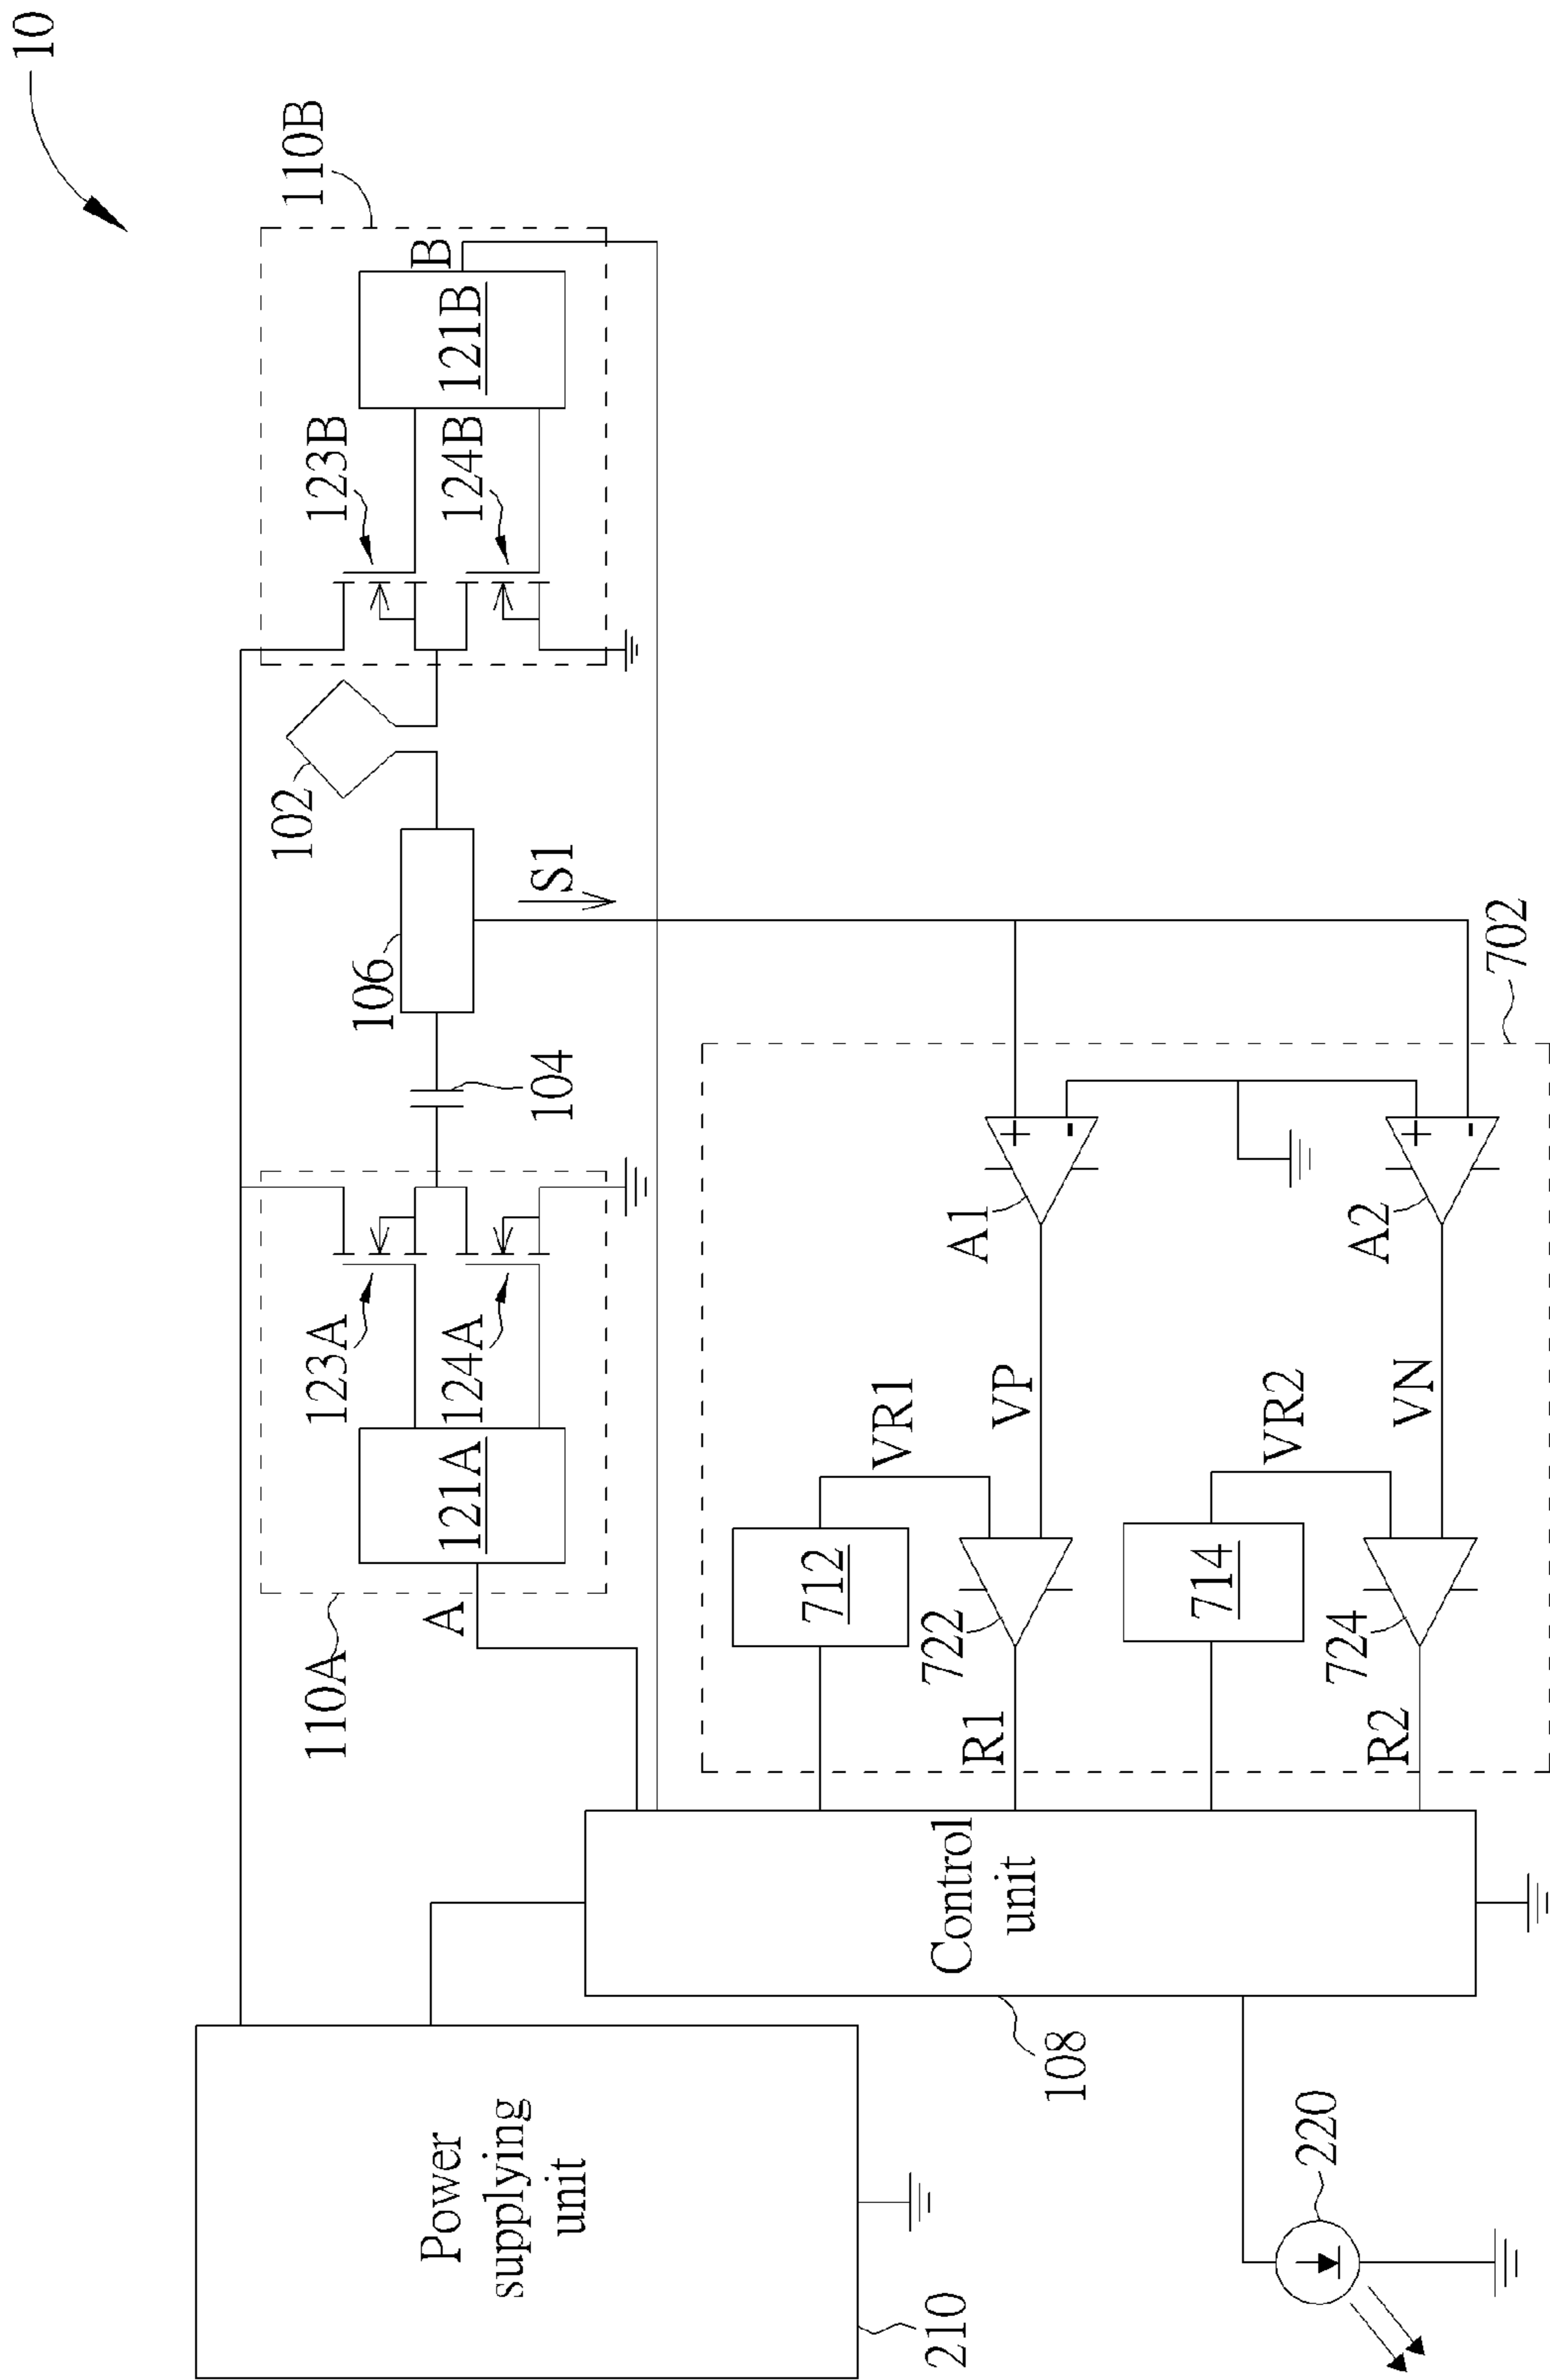 10
110A
110B
A
121A
123A
124A
104
106
S1
102
123B
124B
121B
B
Power
supplying
unit
210
Control
unit
108
220
712
VR1
722
R1
VP
A1
+
-
714
VR2
724
R2
VN
A2
+
-
702